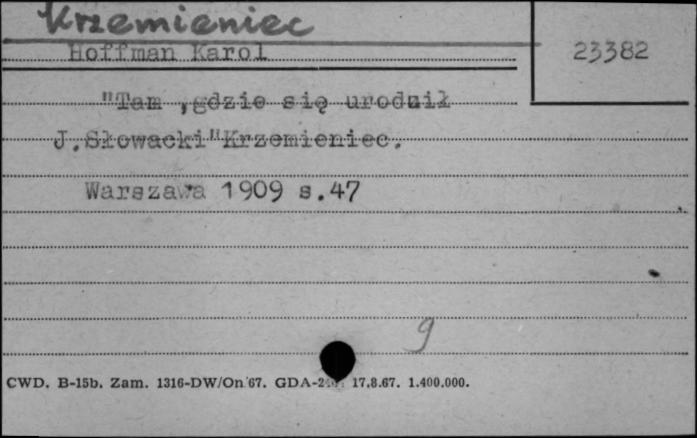 Krzemieniec
Hoffman Karol
23382
"Tam ,gdzie się urodził
J.Słowacki"Krzemieniec.
Warszawa 1909 s.47
9
CWD. B-15b. Zam. 1316-DW/On 67. GDA- 17.8.67. 1.400.000.